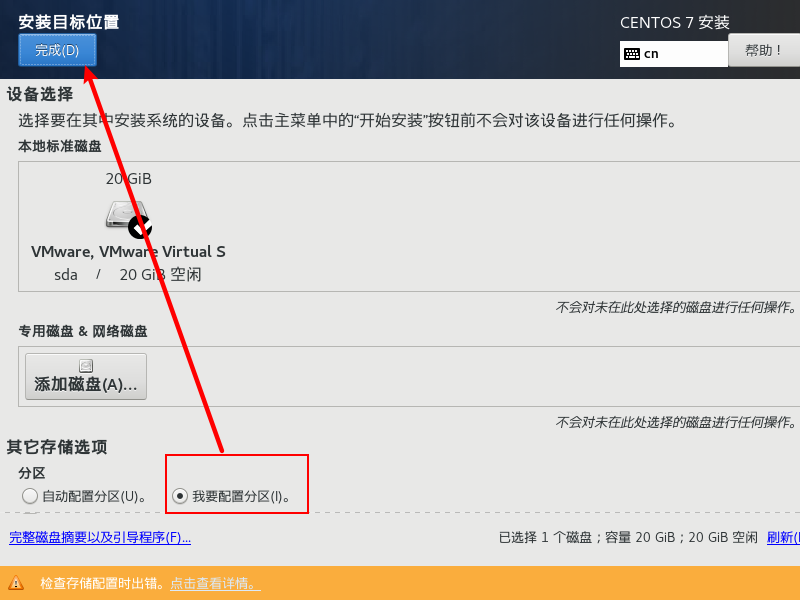 安装目标位置
CENTOS 7 安装
完成(D)
cn
帮助！
设备选择
选择要在其中安装系统的设备。点击主菜单中的“开始安装”按钮前不会对该设备进行任何操作。
本地标准磁盘
20 GiB
VMware, VMware Virtual S
sda / 20 GiB 空闲
不会对未在此处选择的磁盘进行任何操作。
专用磁盘 & 网络磁盘
添加磁盘(A)...
不会对未在此处选择的磁盘进行任何操作。
其它存储选项
分区
自动配置分区(U)。
我要配置分区(I)。
完整磁盘摘要以及引导程序(F)...
已选择 1 个磁盘；容量 20 GiB；20 GiB 空闲
刷新(
检查存储配置时出错。点击查看详情。